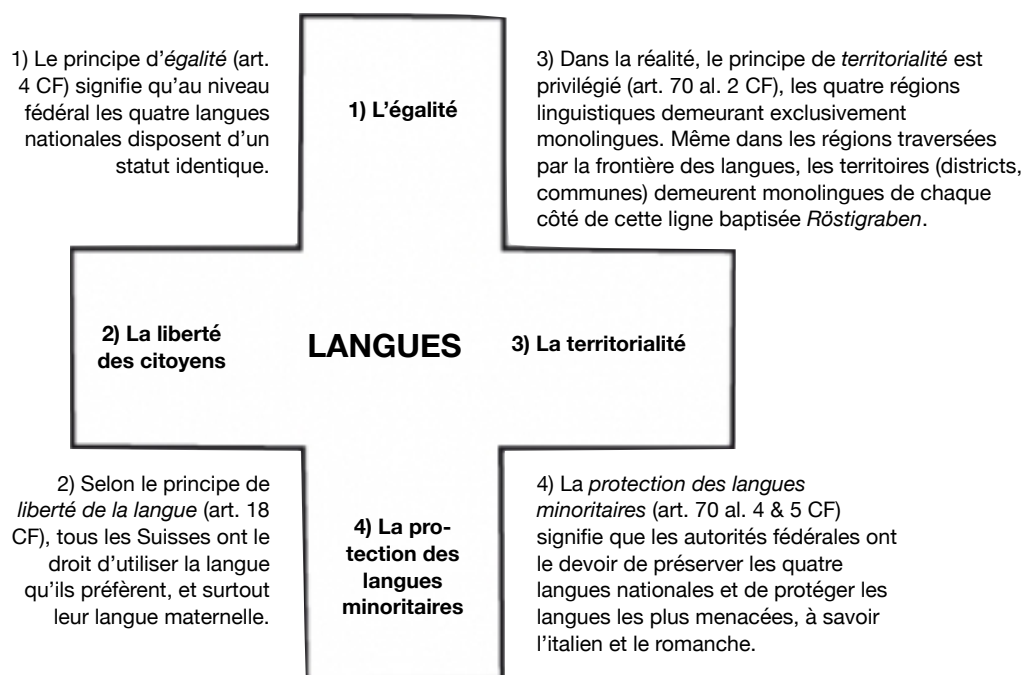 1) Le principe d'égalité (art.
4 CF) signifie qu'au niveau
fédéral les quatre langues
nationales disposent d'un
statut identique.
1) L'égalité
3) Dans la réalité, le principe de territorialité est
privilégié (art. 70 al. 2 CF), les quatre régions
linguistiques demeurant exclusivement
monolingues. Même dans les régions traversées
par la frontière des langues, les territoires (districts,
communes) demeurent monolingues de chaque
côté de cette ligne baptisée Röstigraben.
2) La liberté
des citoyens
LANGUES
3) La territorialité
2) Selon le principe de
liberté de la langue (art. 18
CF), tous les Suisses ont le
droit d'utiliser la langue
qu'ils préfèrent, et surtout
leur langue maternelle.
4) La pro-
tection des
langues
minoritaires
4) La protection des langues
minoritaires (art. 70 al. 4 & 5 CF)
signifie que les autorités fédérales ont
le devoir de préserver les quatre
langues nationales et de protéger les
langues les plus menacées, à savoir
l'italien et le romanche.